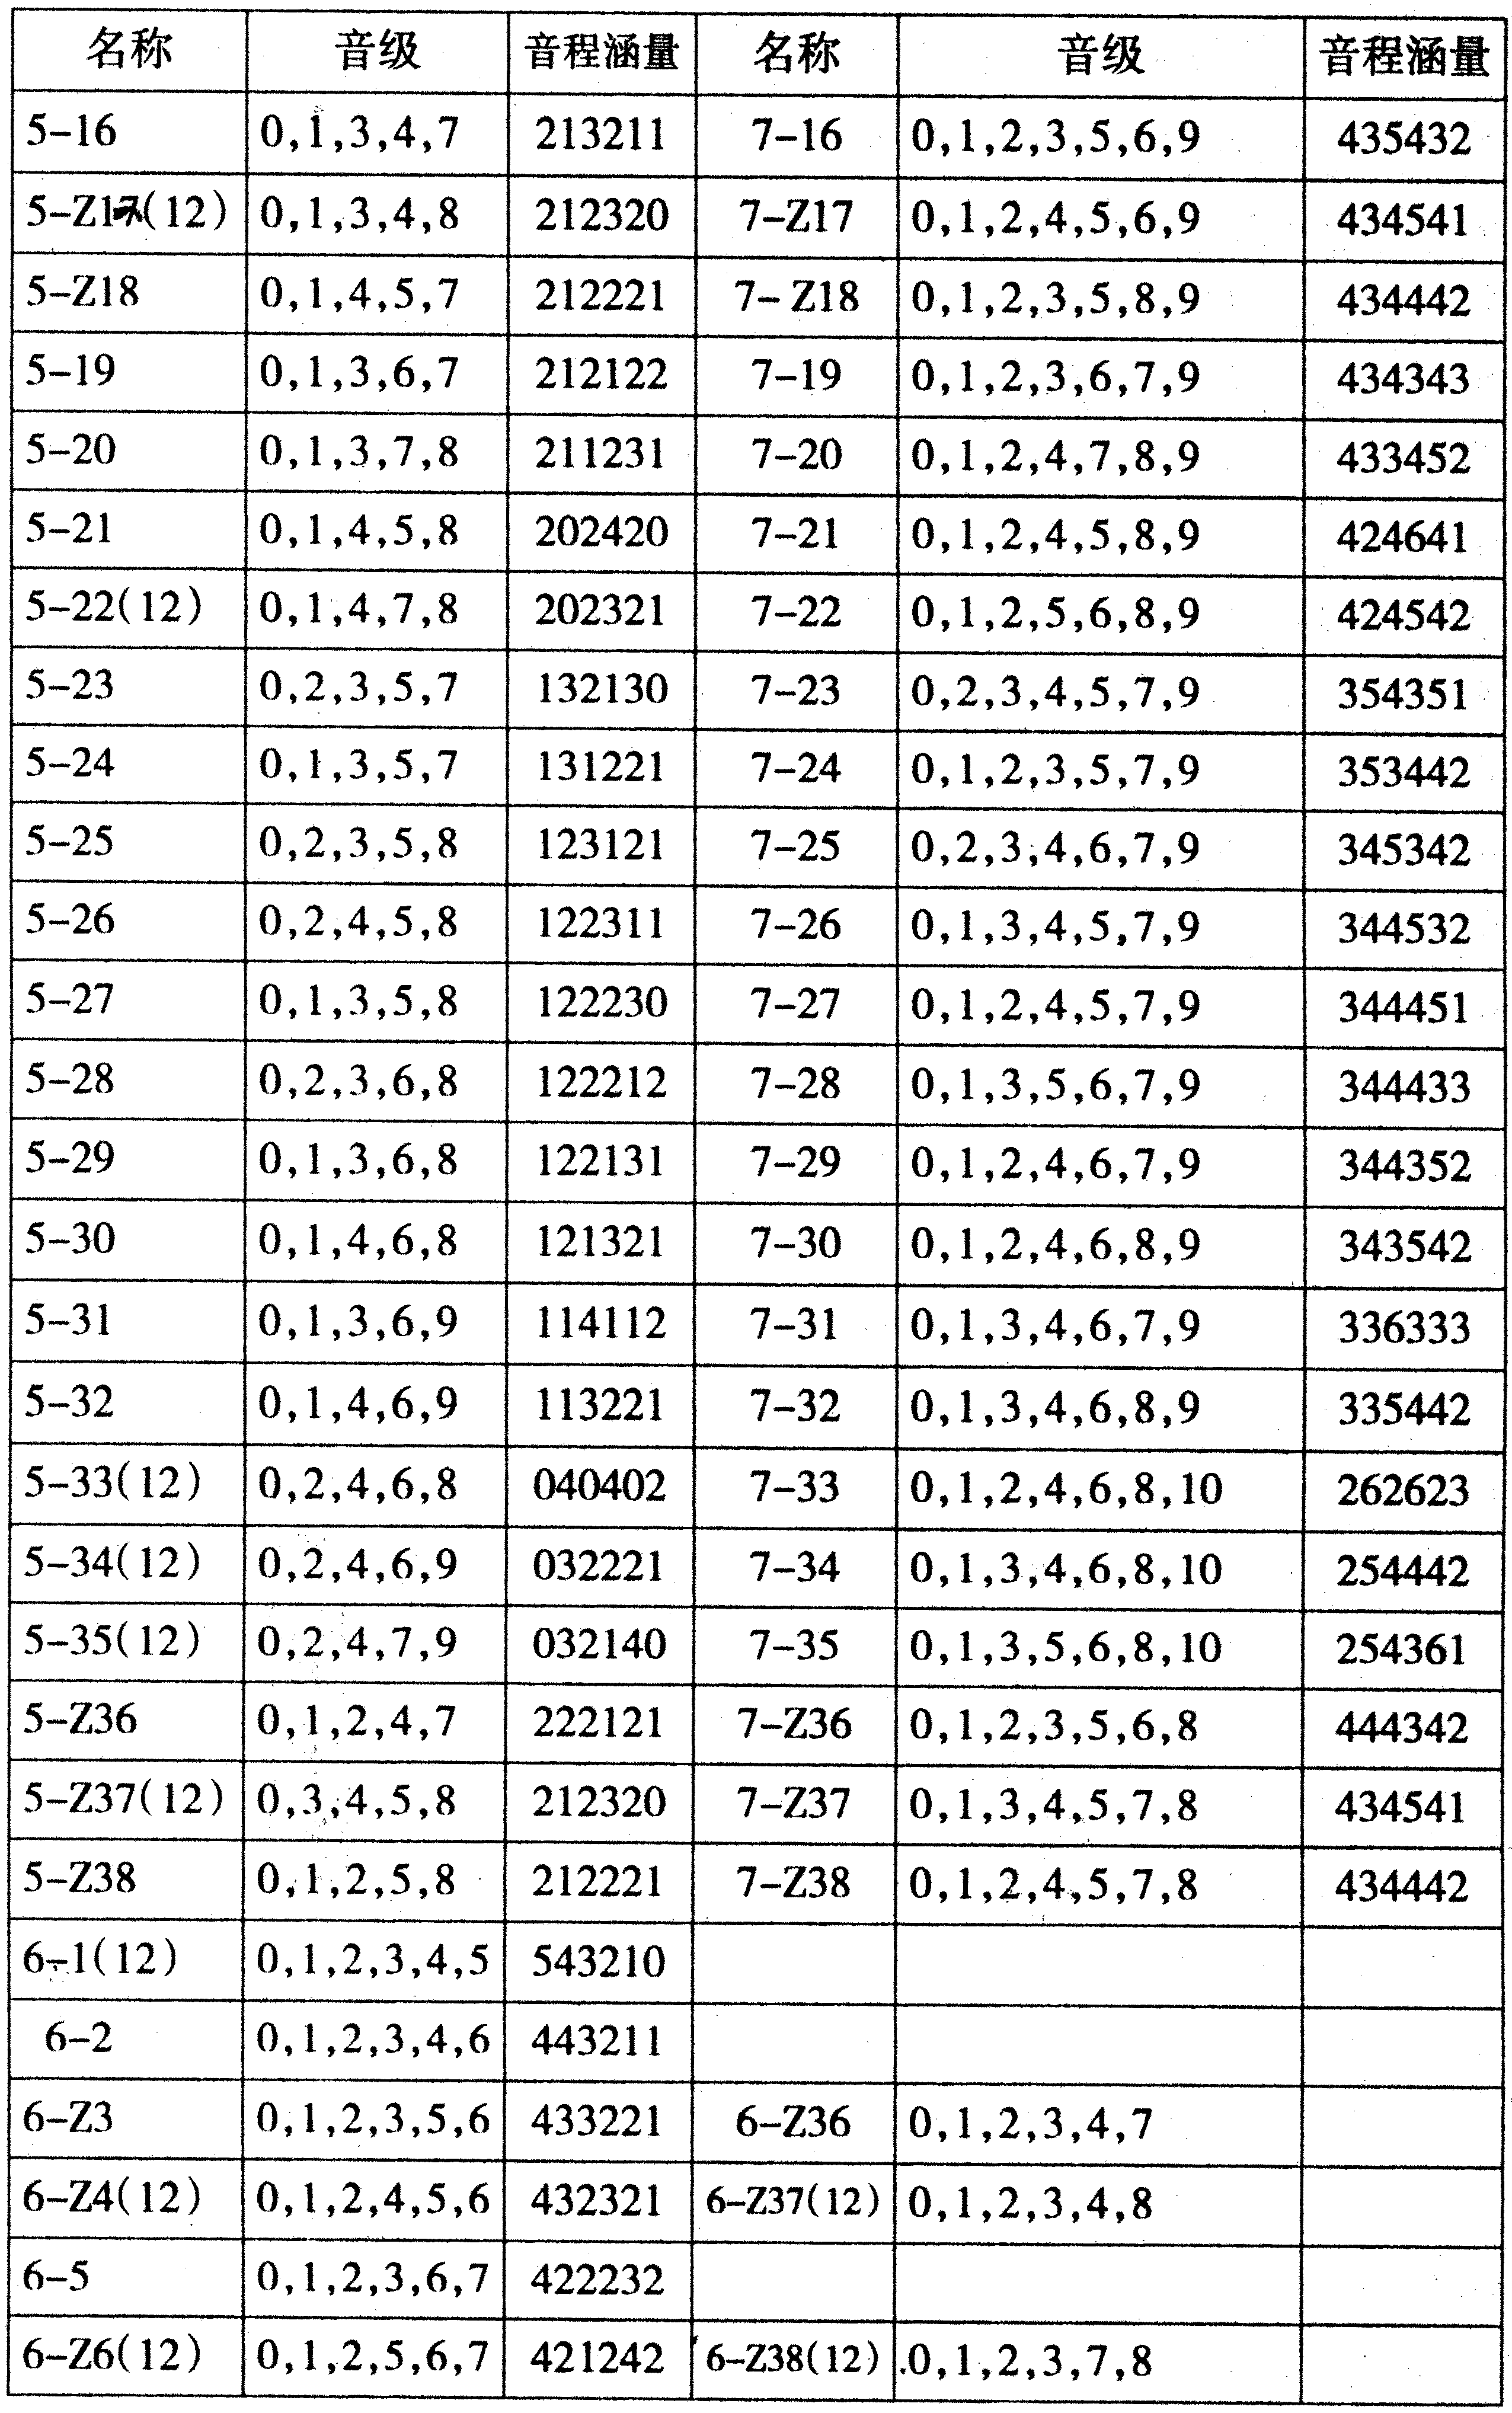 名称 音级 音程涵量 名称 音级 音程涵量
5-16 0,1,3,4,7 213211 7-16 0,1,2,3,5,6,9 435432
5-Z17(12) 0,1,3,4,8 212320 7-Z17 0,1,2,4,5,6,9 434541
5-Z18 0,1,4,5,7 212221 7-Z18 0,1,2,3,5,8,9 434442
5-19 0,1,3,6,7 212122 7-19 0,1,2,3,6,7,9 434343
5-20 0,1,3,7,8 211231 7-20 0,1,2,4,7,8,9 433452
5-21 0,1,4,5,8 202420 7-21 0,1,2,4,5,8,9 424641
5-22(12) 0,1,4,7,8 202321 7-22 0,1,2,5,6,8,9 424542
5-23 0,2,3,5,7 132130 7-23 0,2,3,4,5,7,9 354351
5-24 0,1,3,5,7 131221 7-24 0,1,2,3,5,7,9 353442
5-25 0,2,3,5,8 123121 7-25 0,2,3,4,6,7,9 345342
5-26 0,2,4,5,8 122311 7-26 0,1,3,4,5,7,9 344532
5-27 0,1,3,5,8 122230 7-27 0,1,2,4,5,7,9 344451
5-28 0,2,3,6,8 122212 7-28 0,1,3,5,6,7,9 344433
5-29 0,1,3,6,8 122131 7-29 0,1,2,4,6,7,9 344352
5-30 0,1,4,6,8 121321 7-30 0,1,2,4,6,8,9 343542
5-31 0,1,3,6,9 114112 7-31 0,1,3,4,6,7,9 336333
5-32 0,1,4,6,9 113221 7-32 0,1,3,4,6,8,9 335442
5-33(12) 0,2,4,6,8 040402 7-33 0,1,2,4,6,8,10 262623
5-34(12) 0,2,4,6,9 032221 7-34 0,1,3,4,6,8,10 254442
5-35(12) 0,2,4,7,9 032140 7-35 0,1,3,5,6,8,10 254361
5-Z36 0,1,2,4,7 222121 7-Z36 0,1,2,3,5,6,8 444342
5-Z37(12) 0,3,4,5,8 212320 7-Z37 0,1,3,4,5,7,8 434541
5-Z38 0,1,2,5,8 212221 7-Z38 0,1,2,4,5,7,8 434442
6-1(12) 0,1,2,3,4,5 543210
6-2 0,1,2,3,4,6 443211
6-Z3 0,1,2,3,5,6 433221 6-Z36 0,1,2,3,4,7
6-Z4(12) 0,1,2,4,5,6 432321 6-Z37(12) 0,1,2,3,4,8
6-5 0,1,2,3,6,7 422232
6-Z6(12) 0,1,2,5,6,7 421242 6-Z38(12) 0,1,2,3,7,8